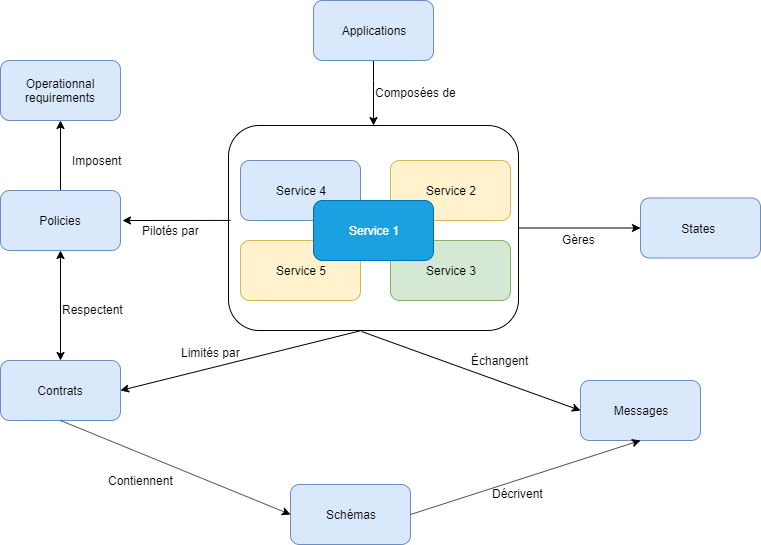 Applications
Composées de
Operationnal
requirements
Imposent
Service 4
Service 2
Policies
Pilotés par
Service 1
Gères
States
Service 5
Service 3
Respectent
Limités par
Échangent
Contrats
Messages
Contiennent
Décrivent
Schémas